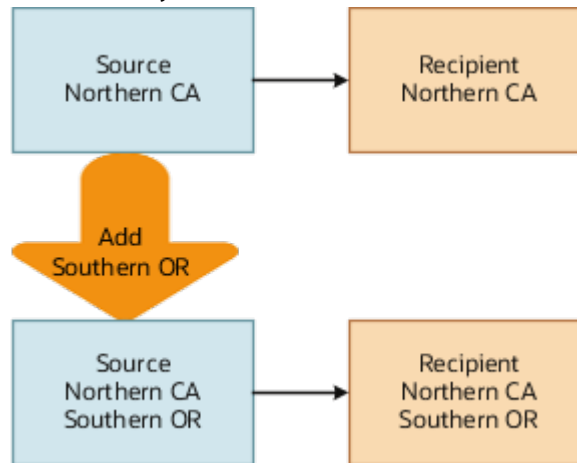 Source
Northern CA
Recipient
Northern CA
Add
Southern OR
Source
Northern CA
Southern OR
Recipient
Northern CA
Southern OR